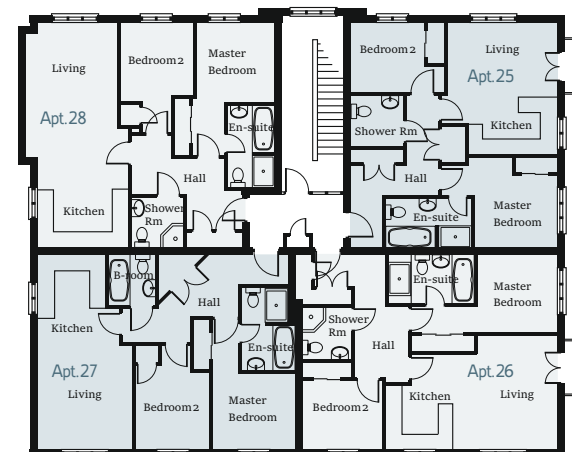 Living
Bedroom2
Master
Bedroom
Apt.28
En-suite
Hall
Kitchen
Shower
Rm
Bedroom2
Living
Apt.25
Shower Rm
Kitchen
Hall
En-suite
Master
Bedroom
B-room
Hall
Kitchen
En-suite
Apt.27
Living
Bedroom2
Master
Bedroom
En-suite
Master
Bedroom
Shower
Rm
Hall
Apt.26
Bedroom2
Kitchen
Living